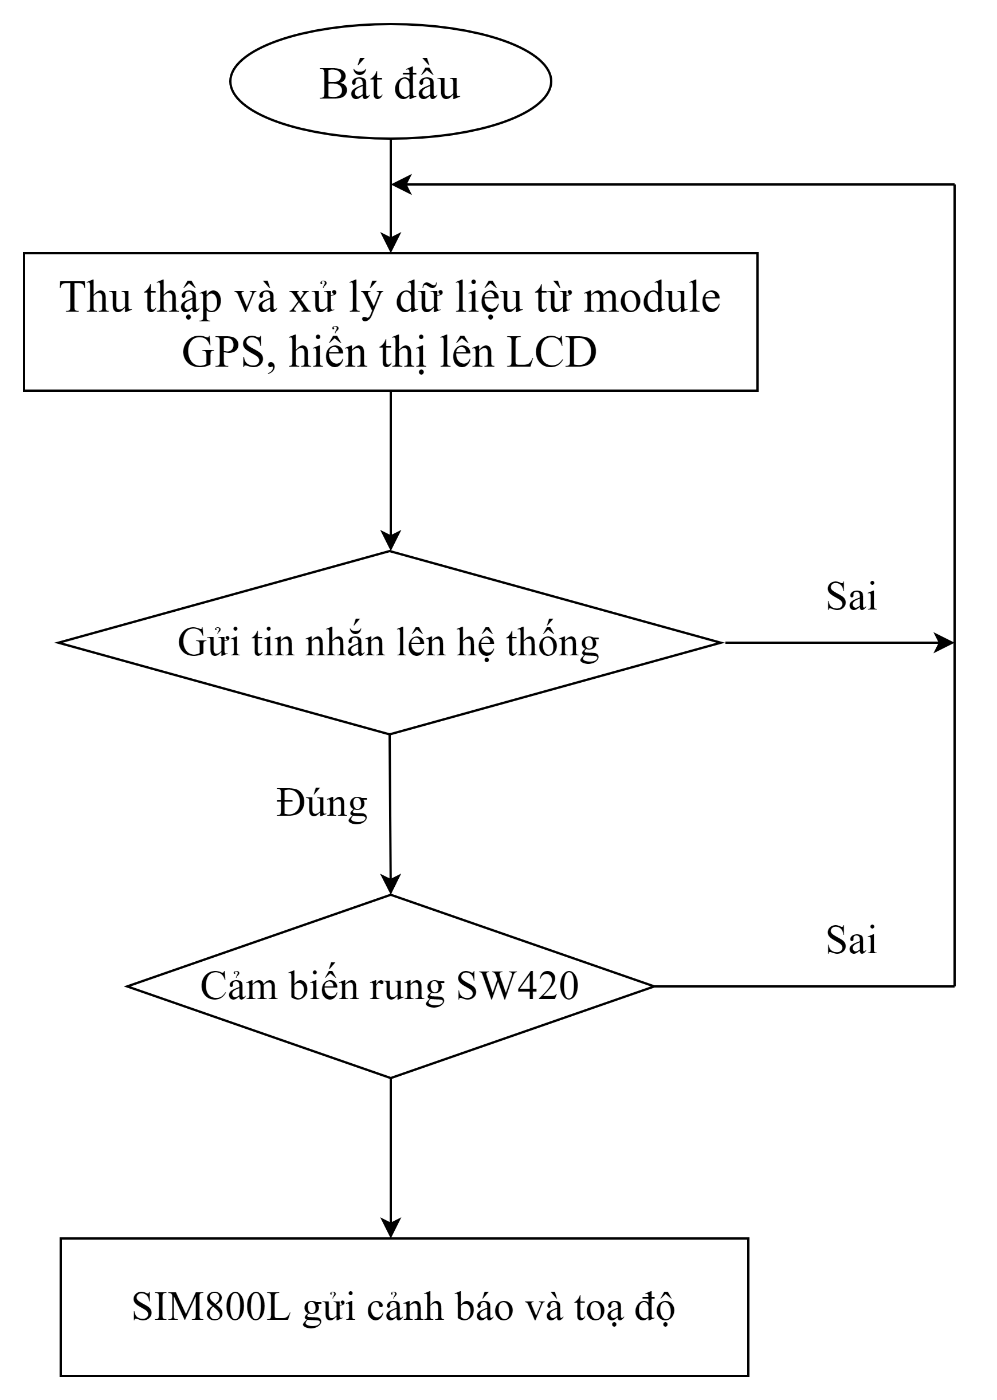 Bắt đầu
Thu thập và xử lý dữ liệu từ module
GPS, hiển thị lên LCD
Sai
Gửi tin nhắn lên hệ thống
Đúng
Sai
Cảm biến rung SW420
SIM800L gửi cảnh báo và toạ độ